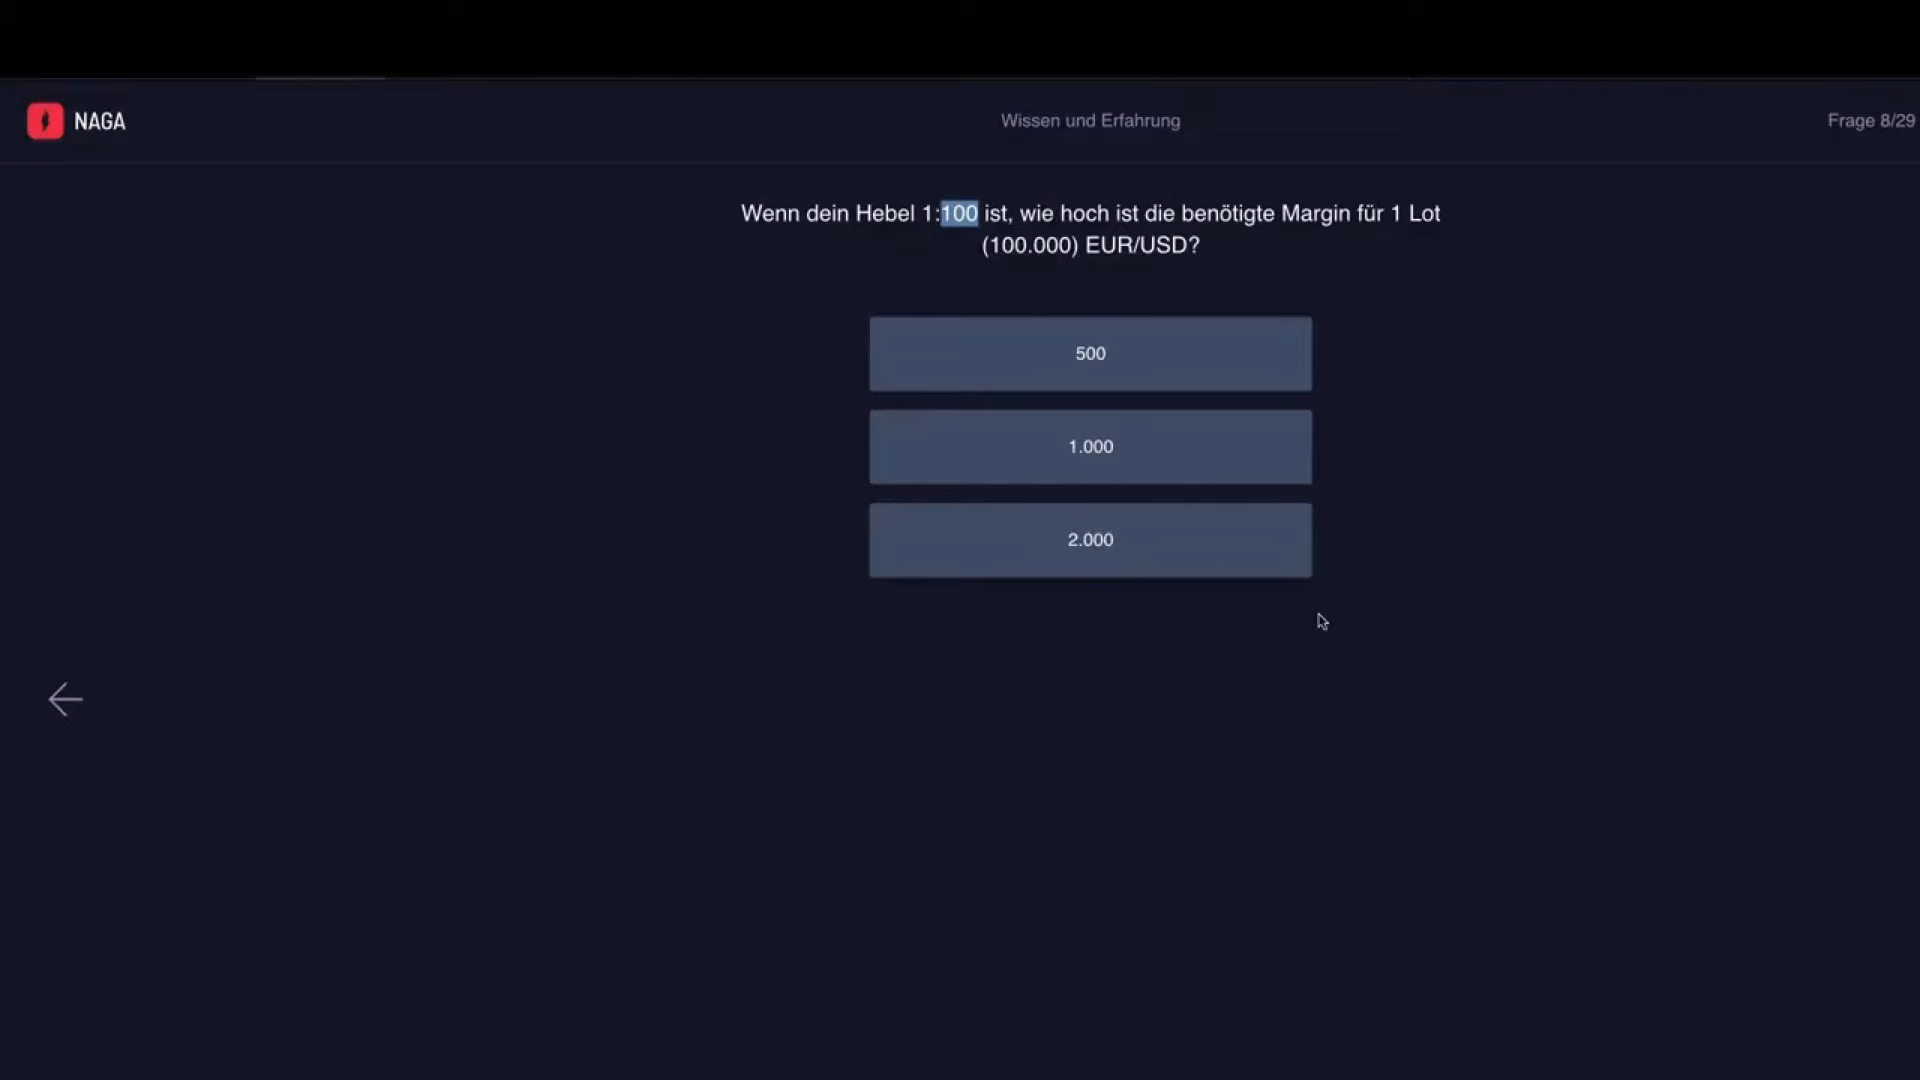 NAGA
Wissen und Erfahrung
Frage 8/29
Wenn dein Hebel 1:100 ist, wie hoch ist die benötigte Margin für 1 Lot
(100.000) EUR/USD?
500
1.000
2.000